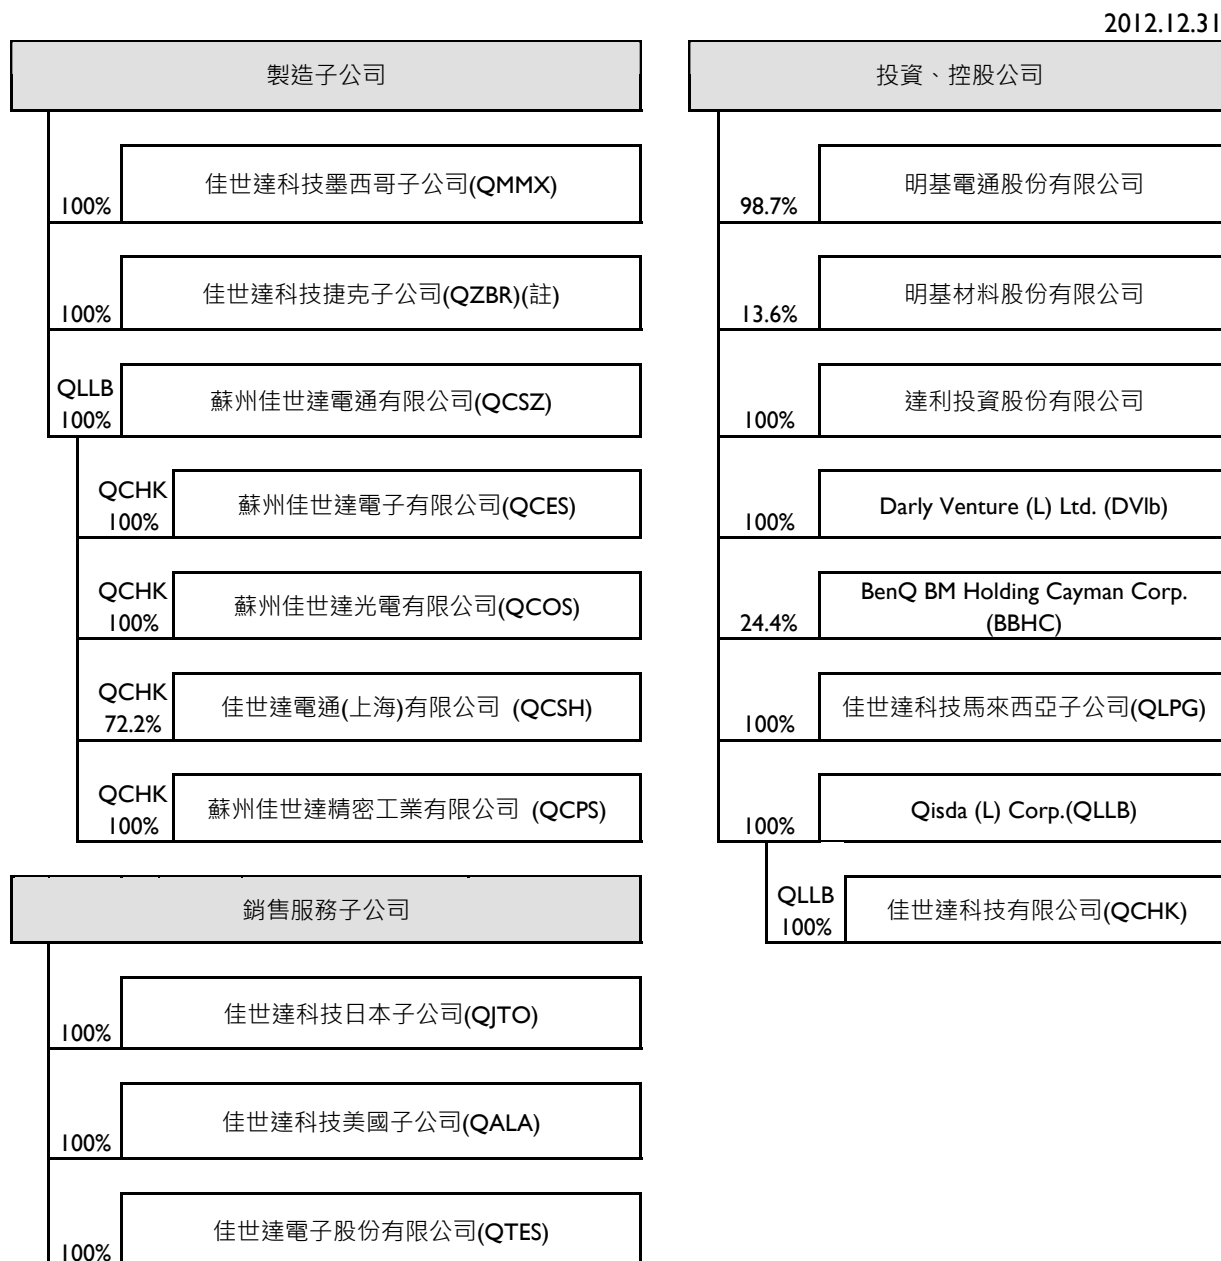 2012.12.31
製造子公司
100%
佳世達科技墨西哥子公司(QMMX)
100%
佳世達科技捷克子公司(QZBR)(註)
QLLB
100%
蘇州佳世達電通有限公司(QCSZ)
QCHK
100%
蘇州佳世達電子有限公司(QCES)
QCHK
100%
蘇州佳世達光電有限公司(QCOS)
QCHK
72.2%
佳世達電通(上海)有限公司 (QCSH)
QCHK
100%
蘇州佳世達精密工業有限公司 (QCPS)
銷售服務子公司
100%
佳世達科技日本子公司(QJTO)
100%
佳世達科技美國子公司(QALA)
100%
佳世達電子股份有限公司(QTES)
投資、控股公司
98.7%
明基電通股份有限公司
13.6%
明基材料股份有限公司
100%
達利投資股份有限公司
100%
Darly Venture (L) Ltd. (DVlb)
24.4%
BenQ BM Holding Cayman Corp.
(BBHC)
100%
佳世達科技馬來西亞子公司(QLPG)
100%
Qisda (L) Corp.(QLLB)
QLLB
100%
佳世達科技有限公司(QCHK)